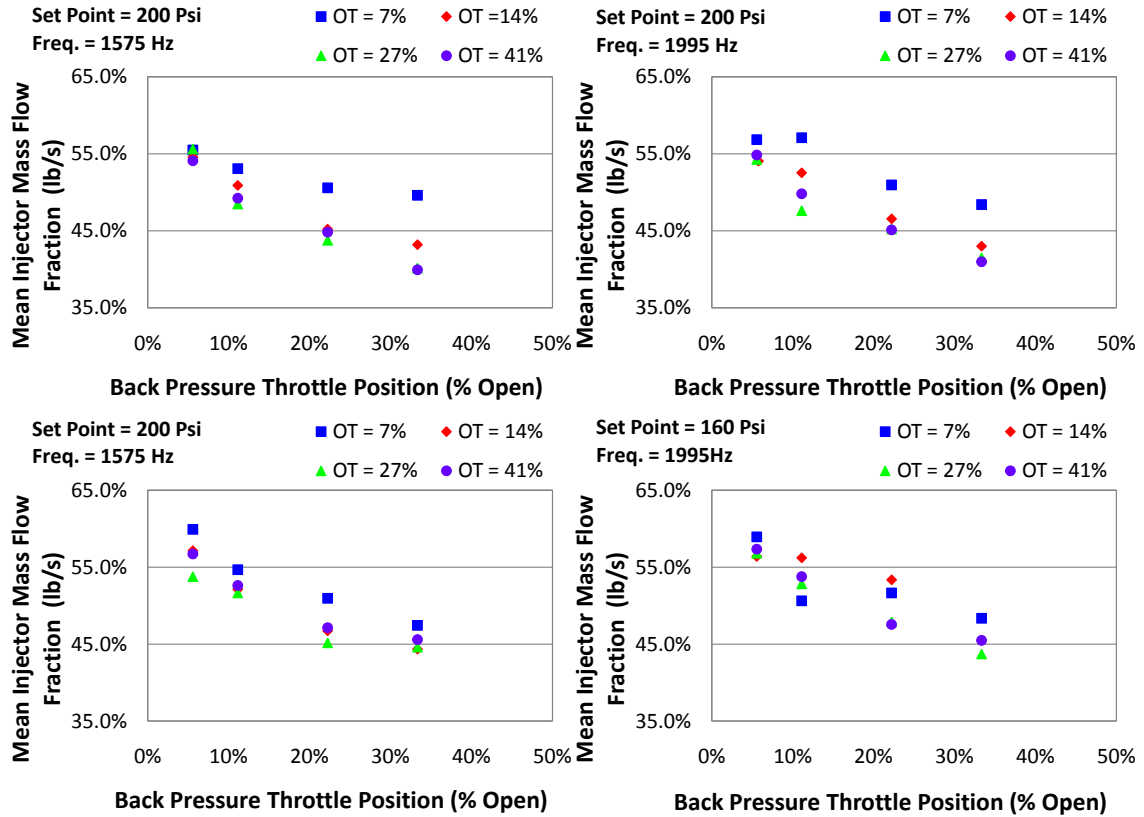 Set Point = 200 Psi
Freq. = 1575 Hz
OT = 7%
OT =14%
OT = 27%
OT = 41%
65.0%
55.0%
45.0%
35.0%
0%
10%
20%
30%
40%
50%
Mean Injector Mass Flow
Fraction (lb/s)
Back Pressure Throttle Position (% Open)
Set Point = 200 Psi
Freq. = 1995 Hz
OT = 7%
OT = 14%
OT = 27%
OT = 41%
65.0%
55.0%
45.0%
35.0%
0%
10%
20%
30%
40%
50%
Mean Injector Mass Flow
Fraction (lb/s)
Back Pressure Throttle Position (% Open)
Set Point = 200 Psi
Freq. = 1575 Hz
OT = 7%
OT = 14%
OT = 27%
OT = 41%
65.0%
55.0%
45.0%
35.0%
0%
10%
20%
30%
40%
50%
Mean Injector Mass Flow
Fraction (lb/s)
Back Pressure Throttle Position (% Open)
Set Point = 160 Psi
Freq. = 1995Hz
OT = 7%
OT = 14%
OT = 27%
OT = 41%
65.0%
55.0%
45.0%
35.0%
0%
10%
20%
30%
40%
50%
Mean Injector Mass Flow
Fraction (lb/s)
Back Pressure Throttle Position (% Open)